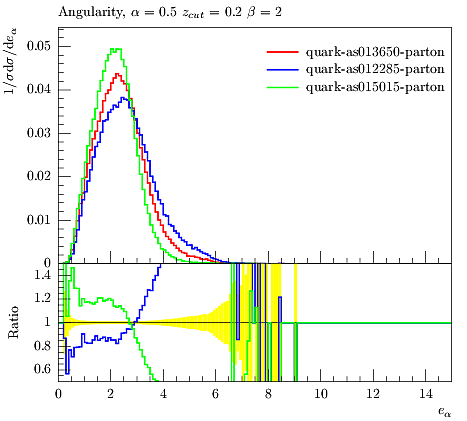 Angularity, α = 0.5 z_cut = 0.2 β = 2
1/σ dσ/de_α
quark-as013650-parton
quark-as012285-parton
quark-as015015-parton
0.05
0.04
0.03
0.02
0.01
0
Ratio
1.4
1.2
1
0.8
0.6
0 2 4 6 8 10 12 14
e_α